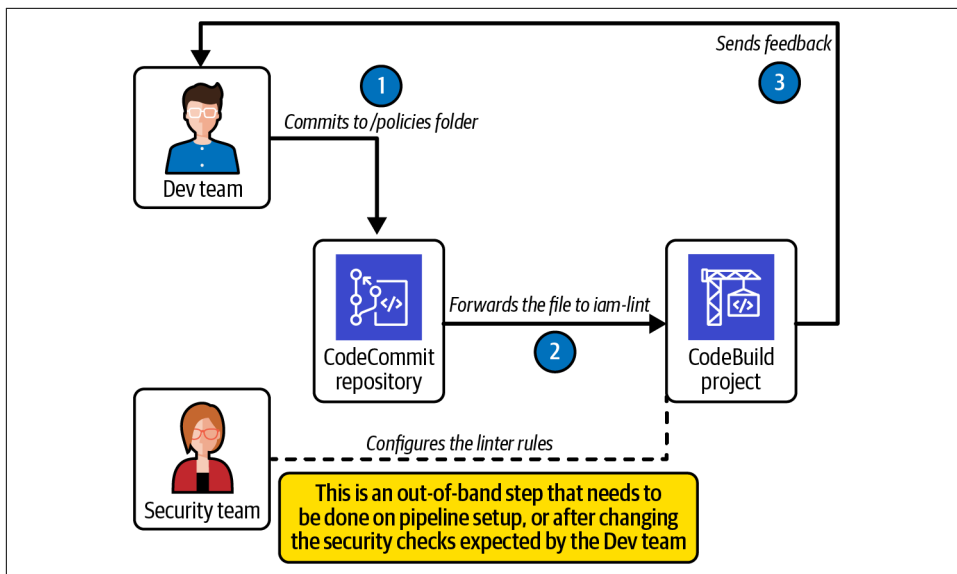 Sends feedback
3
1
Commits to /policies folder
Dev team
Forwards the file to iam-lint
2
CodeCommit
repository
CodeBuild
project
Configures the linter rules
Security team
This is an out-of-band step that needs to
be done on pipeline setup, or after changing
the security checks expected by the Dev team